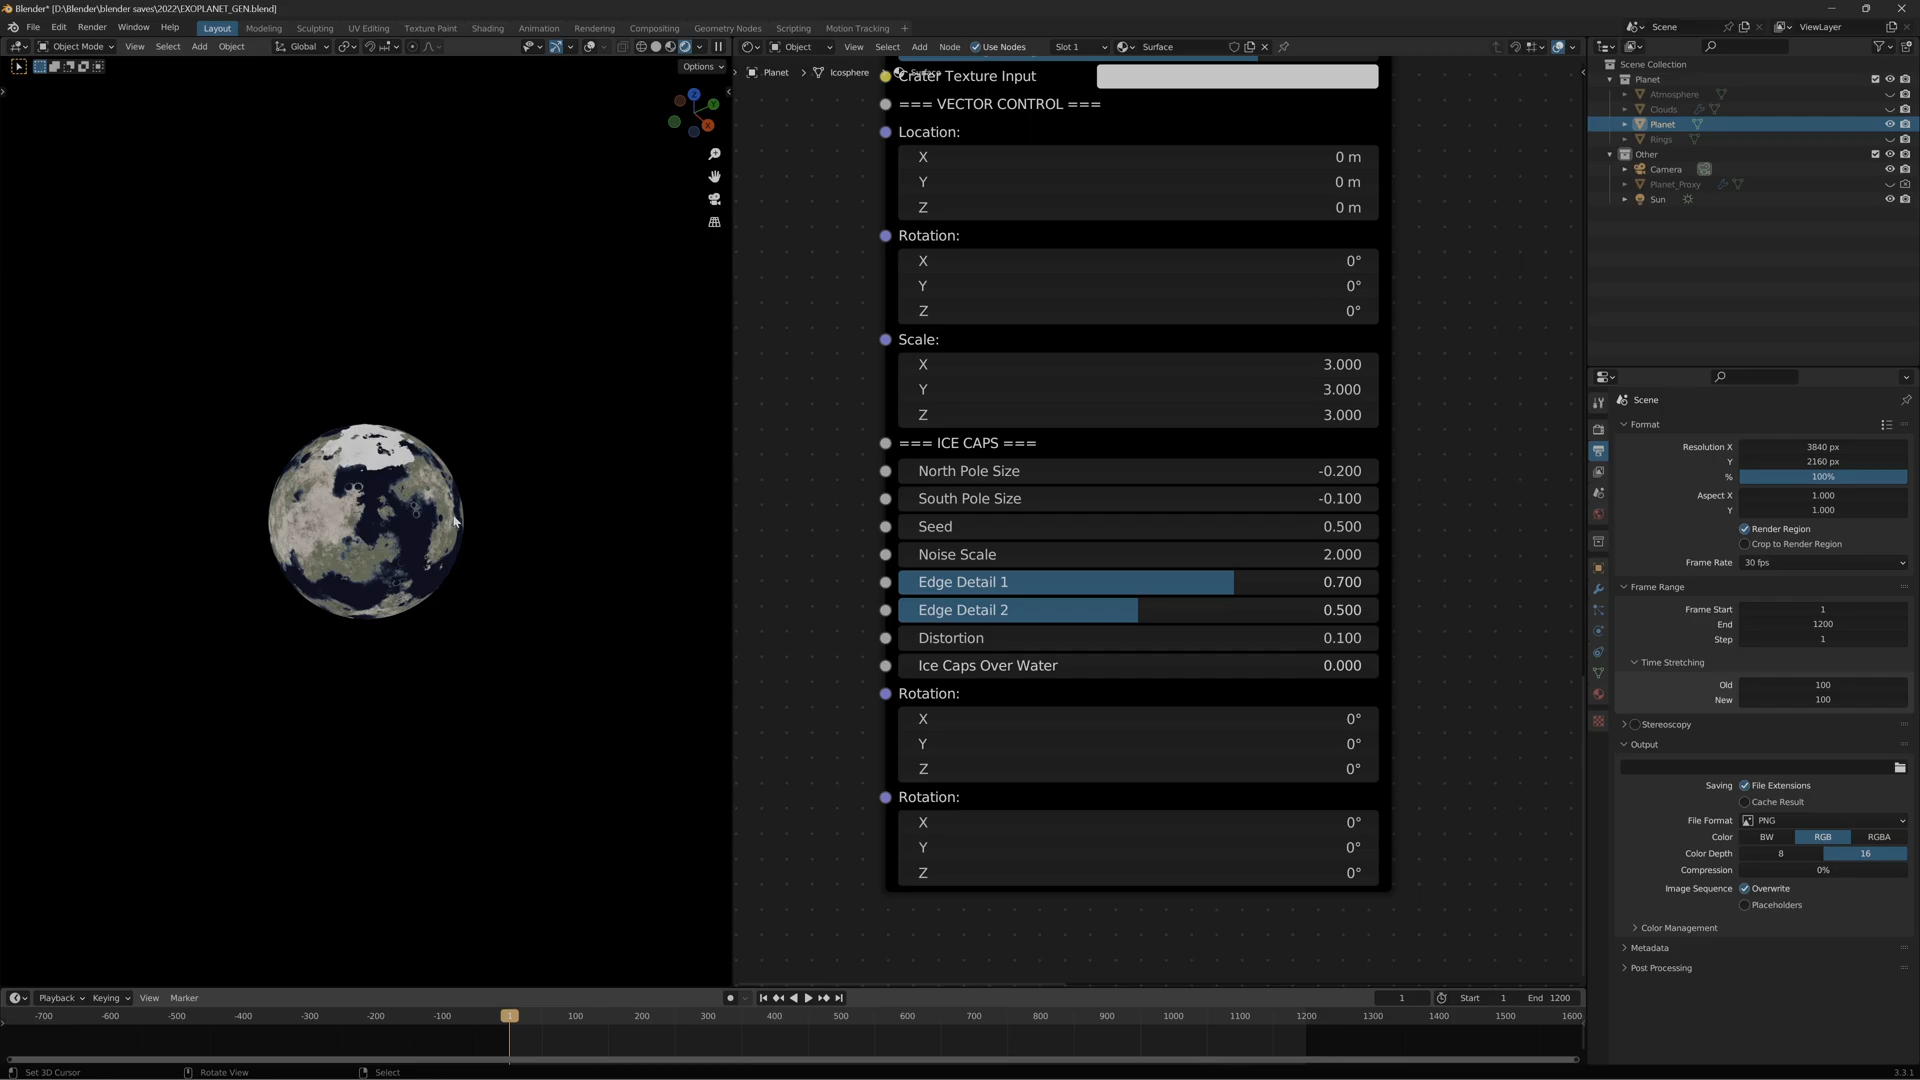 Blender* [D:\Blender\blender saves\2022\EXOPLANET_GEN.blend]
File Edit Render Window Help Layout Modeling Sculpting UV Editing Texture Paint Shading Animation Rendering Compositing Geometry Nodes Scripting Motion Tracking + Scene ViewLayer
Object Mode View Select Add Object Global Object View Select Add Node Use Nodes Slot 1 Surface
Options
Planet > Icosphere
Z
Y
X
Crater Texture Input
=== VECTOR CONTROL ===
Location:
X 0 m
Y 0 m
Z 0 m
Rotation:
X 0°
Y 0°
Z 0°
Scale:
X 3.000
Y 3.000
Z 3.000
=== ICE CAPS ===
North Pole Size -0.200
South Pole Size -0.100
Seed 0.500
Noise Scale 2.000
Edge Detail 1 0.700
Edge Detail 2 0.500
Distortion 0.100
Ice Caps Over Water 0.000
Rotation:
X 0°
Y 0°
Z 0°
Rotation:
X 0°
Y 0°
Z 0°
Scene Collection
Planet
Atmosphere
Clouds
Planet
Rings
Other
Camera
Planet_Proxy
Sun
Scene
Format
Resolution X 3840 px
Y 2160 px
% 100%
Aspect X 1.000
Y 1.000
Render Region
Crop to Render Region
Frame Rate 30 fps
Frame Range
Frame Start 1
End 1200
Step 1
Time Stretching
Old 100
New 100
Stereoscopy
Output
Saving File Extensions
Cache Result
File Format PNG
Color BW RGB RGBA
Color Depth 8 16
Compression 0%
Image Sequence Overwrite
Placeholders
Color Management
Metadata
Post Processing
Playback Keying View Marker 1 Start 1 End 1200
-700 -600 -500 -400 -300 -200 -100 1 100 200 300 400 500 600 700 800 900 1000 1100 1200 1300 1400 1500 1600
Set 3D Cursor Rotate View Select 3.3.1